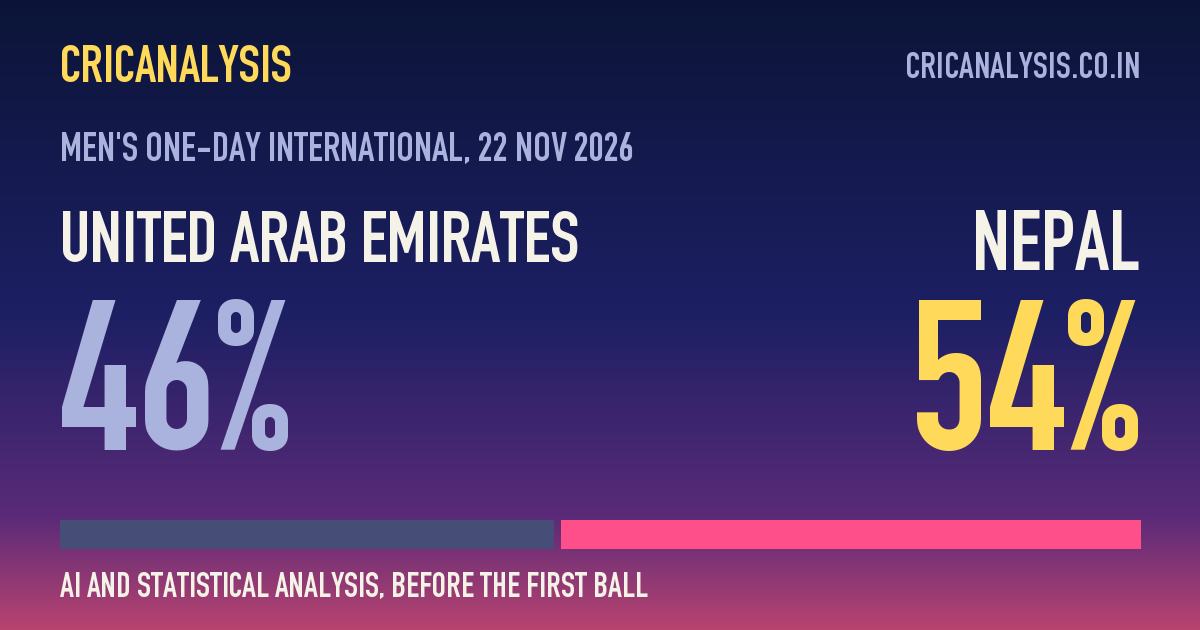 CRICANALYSIS
CRICANALYSIS.CO.IN
MEN'S ONE-DAY INTERNATIONAL, 22 NOV 2026
UNITED ARAB EMIRATES
NEPAL
46%
54%
AI AND STATISTICAL ANALYSIS, BEFORE THE FIRST BALL